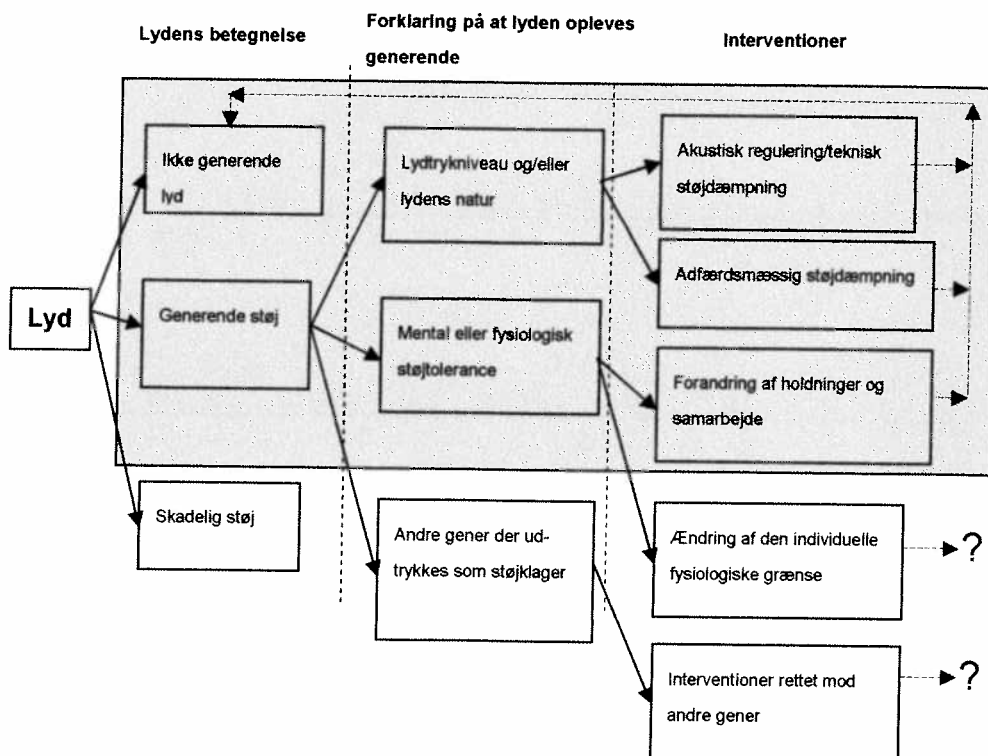 Lydens betegnelse
Forklaring på at lyden opleves
generende
Interventioner
Lyd
Ikke generende
lyd
Generende støj
Skadelig støj
Lydtrykniveau og/eller
lydens natur
Mental eller fysiologisk
støjtolerance
Andre gener der ud-
trykkes som støjklager
Akustisk regulering/teknisk
støjdæmpning
Adfærdsmæssig støjdæmpning
Forandring af holdninger og
samarbejde
Ændring af den individuelle
fysiologiske grænse
?
Interventioner rettet mod
andre gener
?